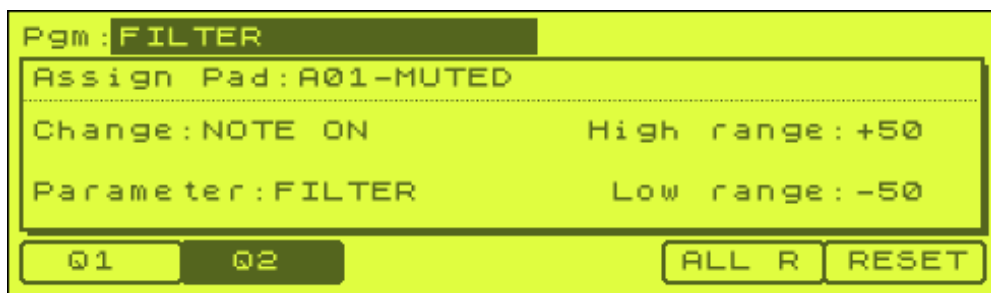 Pgm:FILTER
Assign Pad:A01-MUTED
Change:NOTE ON High range:+50
Parameter:FILTER Low range:-50
Q1 Q2 ALL R RESET